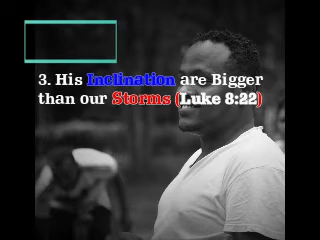 3. His Inclination are Bigger
than our Storms (Luke 8:22)